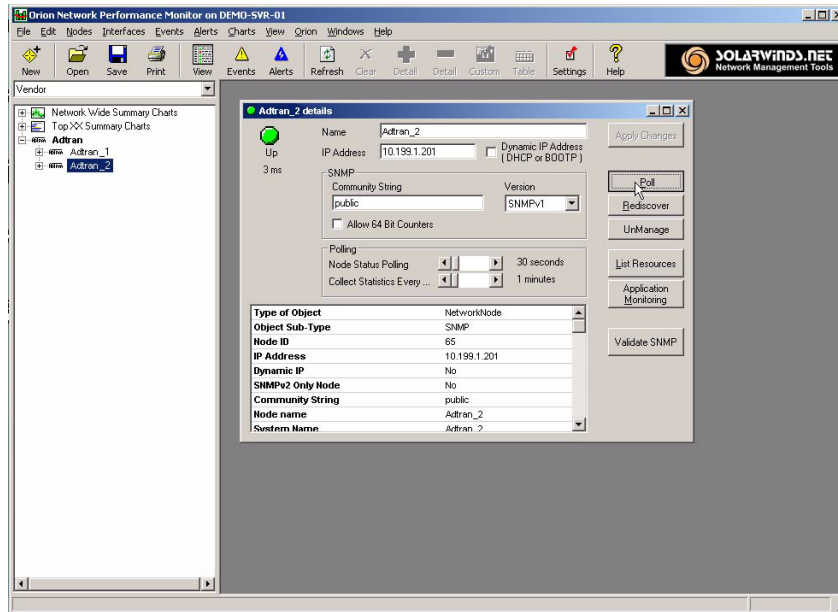 Orion Network Performance Monitor on DEMO-SVR-01
File Edit Nodes Interfaces Events Alerts Charts View Orion Windows Help
New Open Save Print View Events Alerts Refresh Clear Detail Detail Custom Table Settings Help
SOLARWINDS.NET
Network Management Tools
Vendor
Network Wide Summary Charts
Top XX Summary Charts
Adtran
Adtran_1
Adtran_2
Adtran_2 details
Up
3 ms
Name Adtran_2
IP Address 10.199.1.201
Dynamic IP Address
(DHCP or BOOTP)
SNMP
Community String Version
public SNMPv1
Allow 64 Bit Counters
Polling
Node Status Polling 30 seconds
Collect Statistics Every ... 1 minutes
Apply Changes
Poll
Rediscover
UnManage
List Resources
Application
Monitoring
Validate SNMP
Type of Object NetworkNode
Object Sub-Type SNMP
Node ID 65
IP Address 10.199.1.201
Dynamic IP No
SNMPv2 Only Node No
Community String public
Node name Adtran_2
System Name Adtran_2